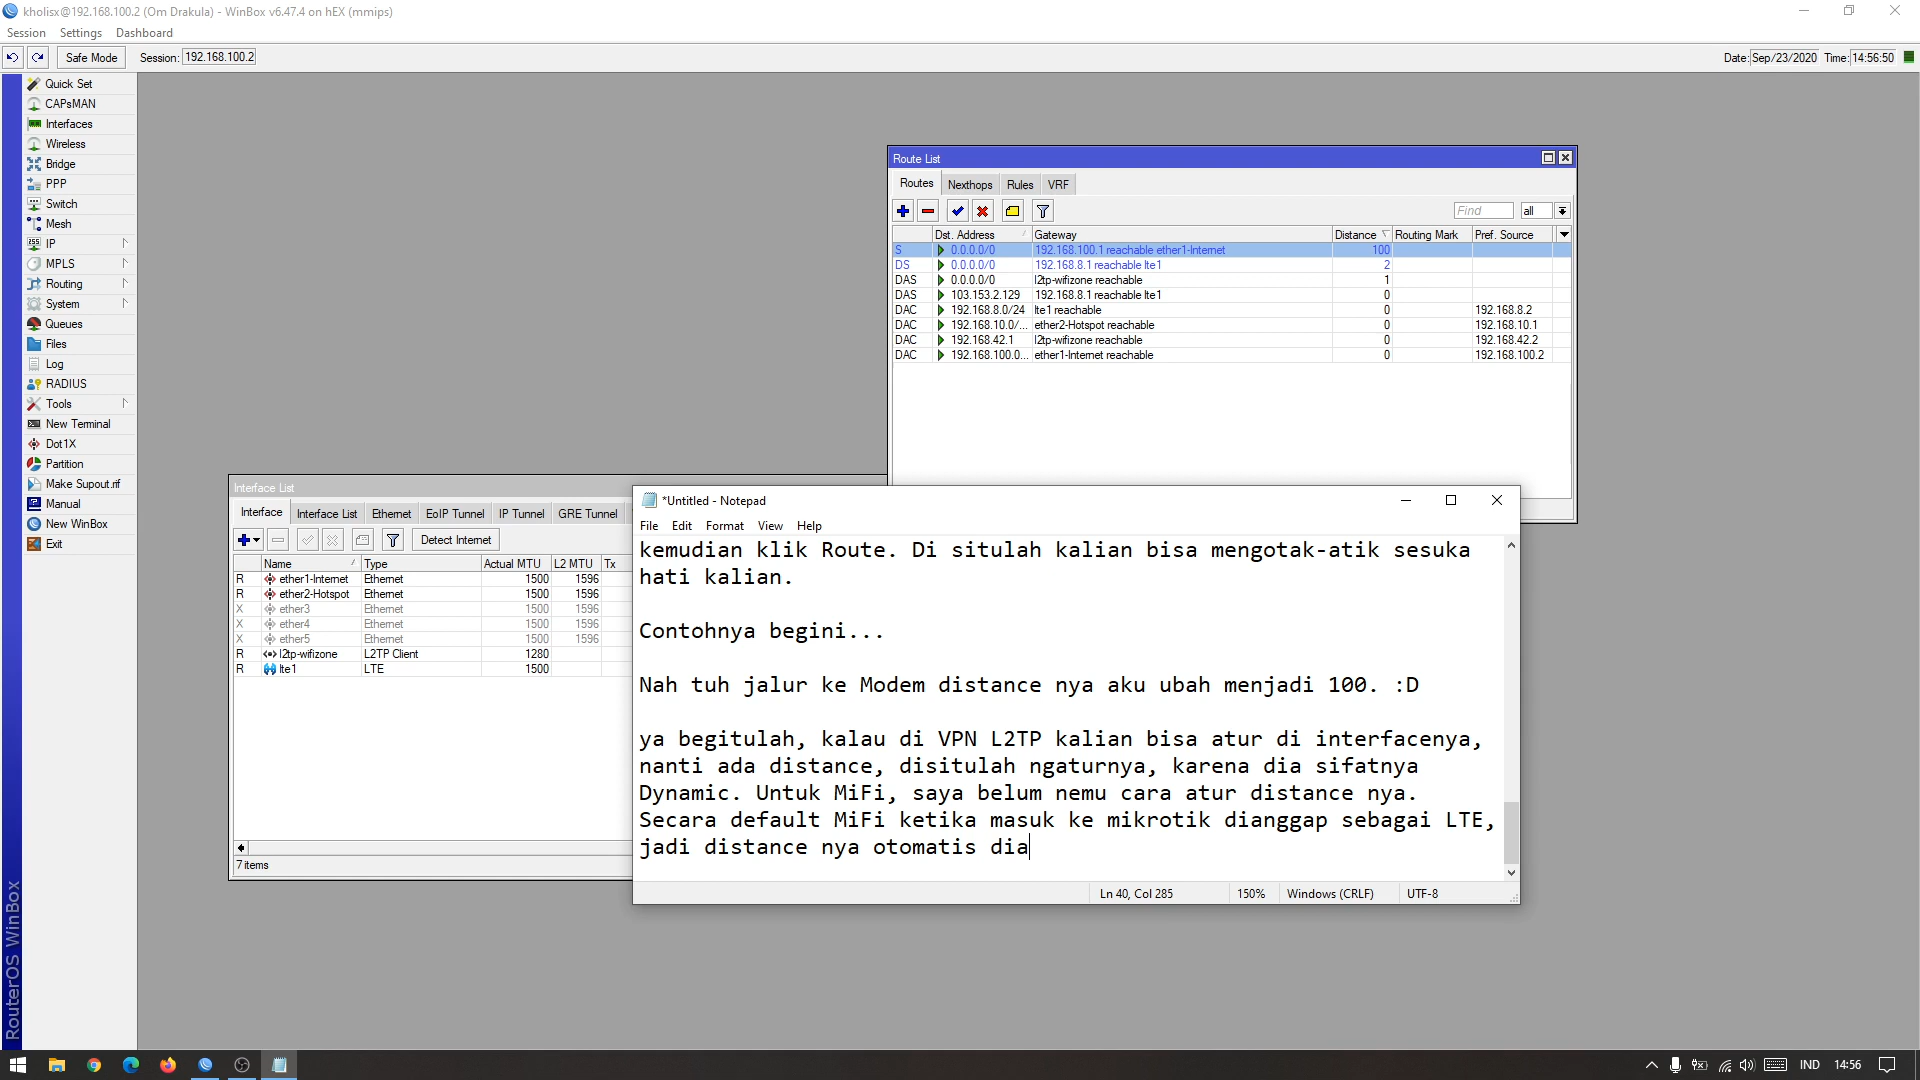 kholisx@192.168.100.2 (Om Drakula) - WinBox v6.47.4 on hEX (mmips)
Session Settings Dashboard
Safe Mode Session: 192.168.100.2 Date: Sep/23/2020 Time: 14:56:50
Quick Set
CAPsMAN
Interfaces
Wireless
Bridge
PPP
Switch
Mesh
IP
MPLS
Routing
System
Queues
Files
Log
RADIUS
Tools
New Terminal
Dot1X
Partition
Make Supout.rif
Manual
New WinBox
Exit
RouterOS WinBox
Route List
Routes Nexthops Rules VRF
Find all
Dst. Address Gateway Distance Routing Mark Pref. Source
S 0.0.0.0/0 192.168.100.1 reachable ether1-Internet 100
DS 0.0.0.0/0 192.168.8.1 reachable lte1 2
DAS 0.0.0.0/0 l2tp-wifizone reachable 1
DAS 103.153.2.129 192.168.8.1 reachable lte1 0
DAC 192.168.8.0/24 lte1 reachable 0 192.168.8.2
DAC 192.168.10.0/... ether2-Hotspot reachable 0 192.168.10.1
DAC 192.168.42.1 l2tp-wifizone reachable 0 192.168.42.2
DAC 192.168.100.0... ether1-Internet reachable 0 192.168.100.2
Interface List
Interface Interface List Ethernet EoIP Tunnel IP Tunnel GRE Tunnel
Detect Internet
Name Type Actual MTU L2 MTU Tx
R ether1-Internet Ethernet 1500 1596
R ether2-Hotspot Ethernet 1500 1596
X ether3 Ethernet 1500 1596
X ether4 Ethernet 1500 1596
X ether5 Ethernet 1500 1596
R l2tp-wifizone L2TP Client 1280
R lte1 LTE 1500
7 items
*Untitled - Notepad
File Edit Format View Help
kemudian klik Route. Di situlah kalian bisa mengotak-atik sesuka
hati kalian.
Contohnya begini...
Nah tuh jalur ke Modem distance nya aku ubah menjadi 100. :D
ya begitulah, kalau di VPN L2TP kalian bisa atur di interfacenya,
nanti ada distance, disitulah ngaturnya, karena dia sifatnya
Dynamic. Untuk MiFi, saya belum nemu cara atur distance nya.
Secara default MiFi ketika masuk ke mikrotik dianggap sebagai LTE,
jadi distance nya otomatis dia
Ln 40, Col 285 150% Windows (CRLF) UTF-8
IND 14:56